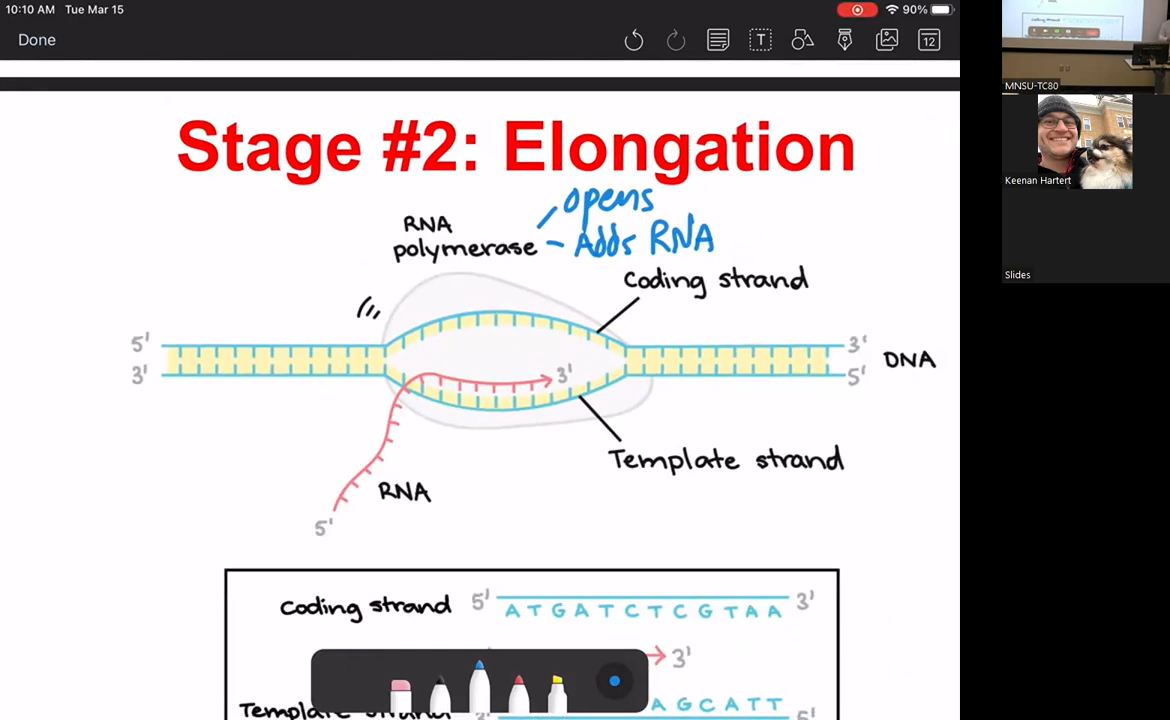 10:10 AM Tue Mar 15
90%
Done
12
Stage #2: Elongation
opens
RNA
polymerase
Adds RNA
Coding strand
5'
3'
3'
5'
DNA
3'
Template strand
RNA
5'
Coding strand 5' ATGATCTCGTAA 3'
3'
AGCATT
5'
MNSU-TC80
Keenan Hartert
Slides